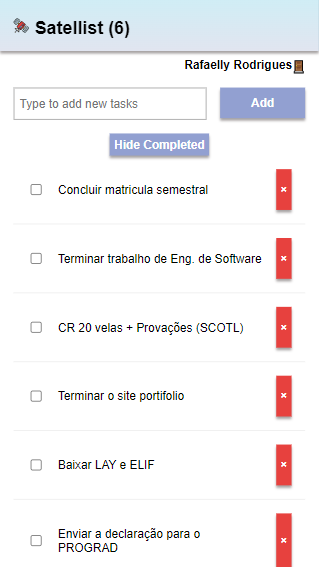 Satellist (6)
Rafaelly Rodrigues
Type to add new tasks
Add
Hide Completed
Concluir matricula semestral
×
Terminar trabalho de Eng. de Software
×
CR 20 velas + Provações (SCOTL)
×
Terminar o site portifolio
×
Baixar LAY e ELIF
×
Enviar a declaração para o
PROGRAD
×